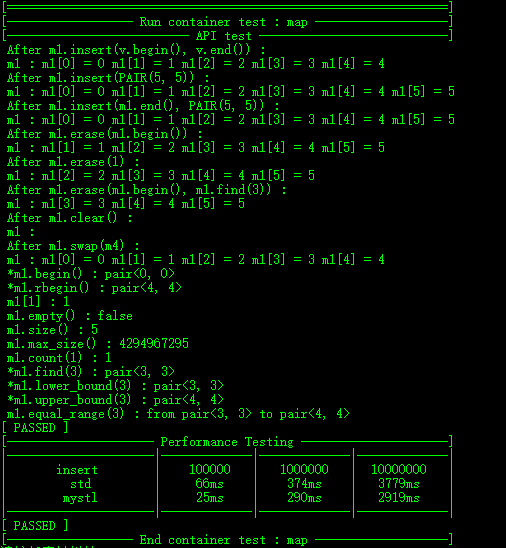 [ Run container test : map ]
[ API test ]
After m1.insert(v.begin(), v.end()) :
m1 : m1[0] = 0 m1[1] = 1 m1[2] = 2 m1[3] = 3 m1[4] = 4
After m1.insert(PAIR(5, 5)) :
m1 : m1[0] = 0 m1[1] = 1 m1[2] = 2 m1[3] = 3 m1[4] = 4 m1[5] = 5
After m1.insert(m1.end(), PAIR(5, 5)) :
m1 : m1[0] = 0 m1[1] = 1 m1[2] = 2 m1[3] = 3 m1[4] = 4 m1[5] = 5
After m1.erase(m1.begin()) :
m1 : m1[1] = 1 m1[2] = 2 m1[3] = 3 m1[4] = 4 m1[5] = 5
After m1.erase(1) :
m1 : m1[2] = 2 m1[3] = 3 m1[4] = 4 m1[5] = 5
After m1.erase(m1.begin(), m1.find(3)) :
m1 : m1[3] = 3 m1[4] = 4 m1[5] = 5
After m1.clear() :
m1 :
After m1.swap(m4) :
m1 : m1[0] = 0 m1[1] = 1 m1[2] = 2 m1[3] = 3 m1[4] = 4
*m1.begin() : pair<0, 0>
*m1.rbegin() : pair<4, 4>
m1[1] : 1
m1.empty() : false
m1.size() : 5
m1.max_size() : 4294967295
m1.count(1) : 1
*m1.find(3) : pair<3, 3>
*m1.lower_bound(3) : pair<3, 3>
*m1.upper_bound(3) : pair<4, 4>
m1.equal_range(3) : from pair<3, 3> to pair<4, 4>
[ PASSED ]
[ Performance Testing ]
| insert | 100000 | 1000000 | 10000000 |
| std | 66ms | 374ms | 3779ms |
| mystl | 25ms | 290ms | 2919ms |
[ PASSED ]
[ End container test : map ]